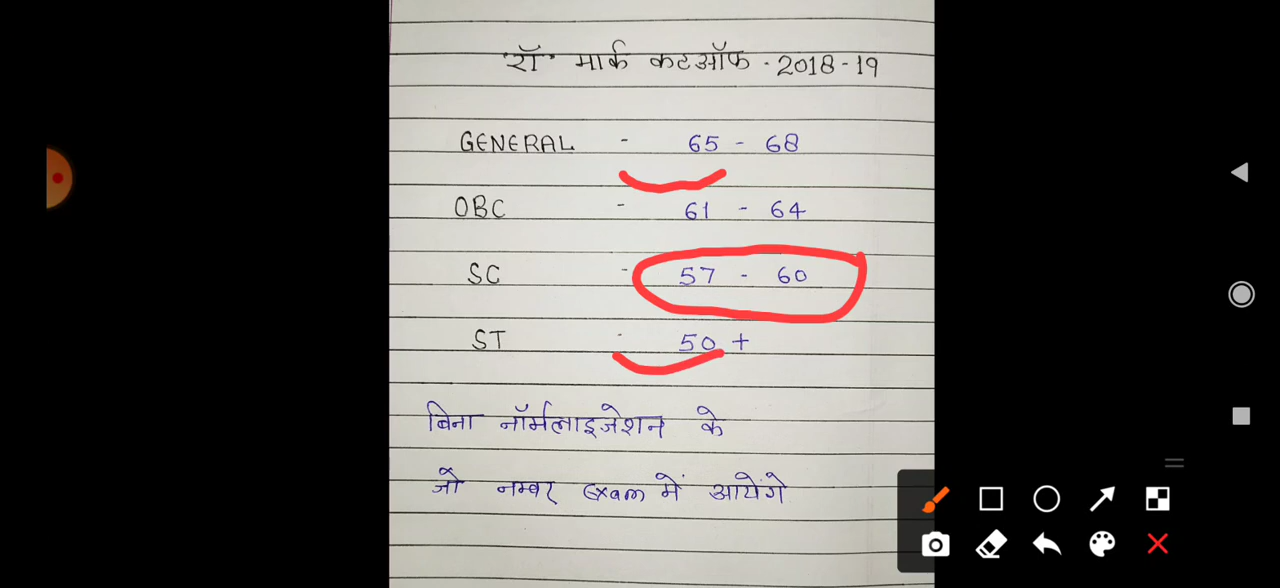 "रॉ" मार्क कटऑफ - 2018-19
GENERAL - 65 - 68
OBC - 61 - 64
SC - 57 - 60
ST - 50 +
बिना नॉर्मलाइजेशन के
जो नम्बर Exam में आयेंगे